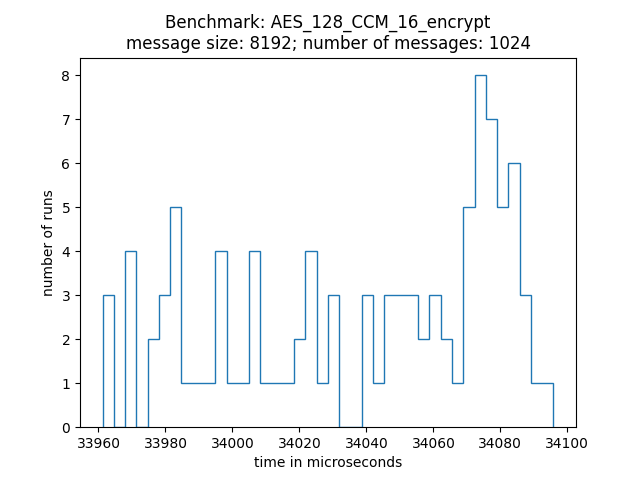 Benchmark: AES_128_CCM_16_encrypt
message size: 8192; number of messages: 1024
8
7
6
5
4
3
2
1
0
number of runs
33960 33980 34000 34020 34040 34060 34080 34100
time in microseconds